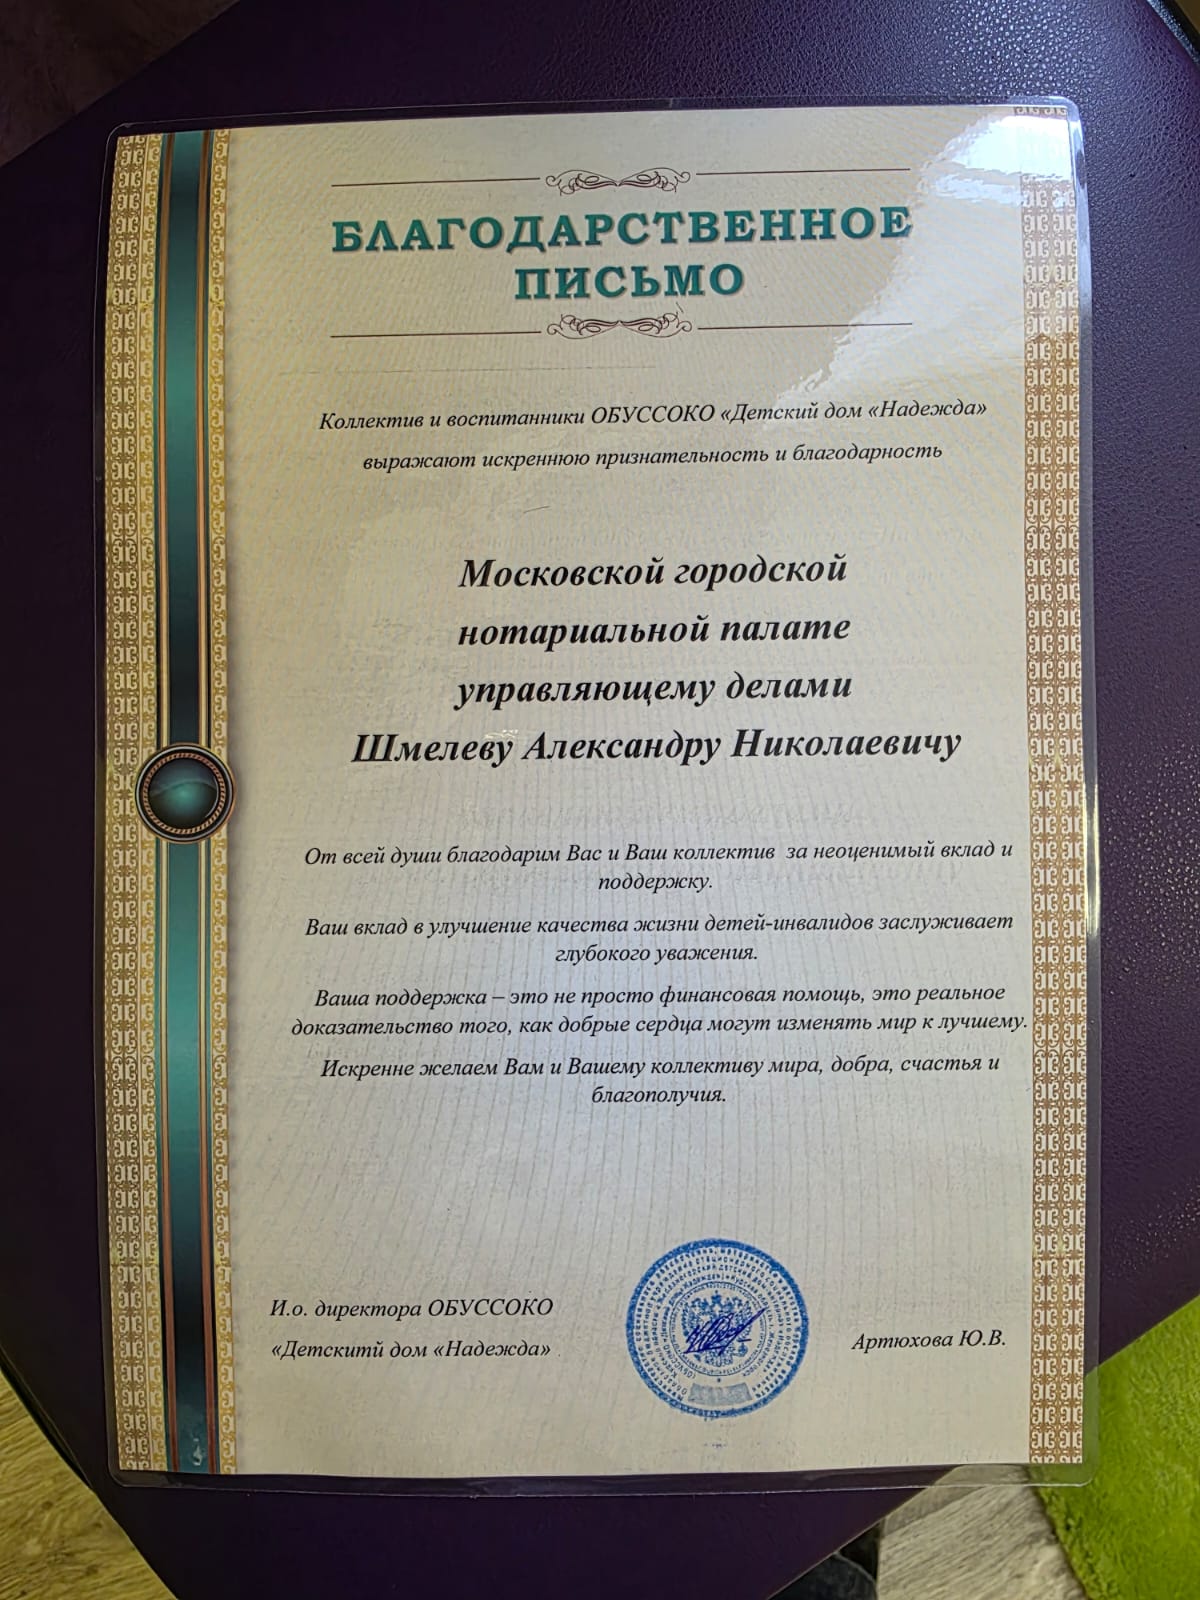 БЛАГОДАРСТВЕННОЕ
ПИСЬМО
Коллектив и воспитанники ОБУССОКО «Детский дом «Надежда»
выражают искреннюю признательность и благодарность
Московской городской
нотариальной палате
управляющему делами
Шмелеву Александру Николаевичу
От всей души благодарим Вас и Ваш коллектив за неоценимый вклад и
поддержку.
Ваш вклад в улучшение качества жизни детей-инвалидов заслуживает
глубокого уважения.
Ваша поддержка – это не просто финансовая помощь, это реальное
доказательство того, как добрые сердца могут изменять мир к лучшему.
Искренне желаем Вам и Вашему коллективу мира, добра, счастья и
благополучия.
И.о. директора ОБУССОКО
«Детскитй дом «Надежда»
Артюхова Ю.В.